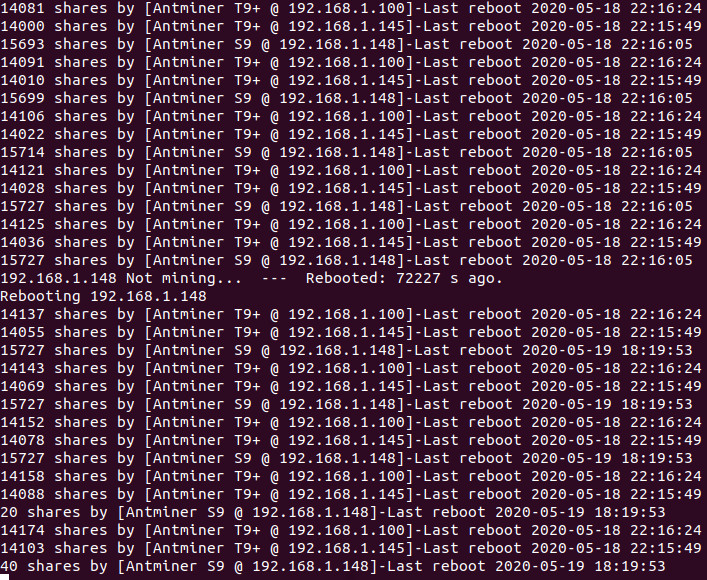 14081 shares by [Antminer T9+ @ 192.168.1.100]-Last reboot 2020-05-18 22:16:24
14000 shares by [Antminer T9+ @ 192.168.1.145]-Last reboot 2020-05-18 22:15:49
15693 shares by [Antminer S9 @ 192.168.1.148]-Last reboot 2020-05-18 22:16:05
14091 shares by [Antminer T9+ @ 192.168.1.100]-Last reboot 2020-05-18 22:16:24
14010 shares by [Antminer T9+ @ 192.168.1.145]-Last reboot 2020-05-18 22:15:49
15699 shares by [Antminer S9 @ 192.168.1.148]-Last reboot 2020-05-18 22:16:05
14106 shares by [Antminer T9+ @ 192.168.1.100]-Last reboot 2020-05-18 22:16:24
14022 shares by [Antminer T9+ @ 192.168.1.145]-Last reboot 2020-05-18 22:15:49
15714 shares by [Antminer S9 @ 192.168.1.148]-Last reboot 2020-05-18 22:16:05
14121 shares by [Antminer T9+ @ 192.168.1.100]-Last reboot 2020-05-18 22:16:24
14028 shares by [Antminer T9+ @ 192.168.1.145]-Last reboot 2020-05-18 22:15:49
15727 shares by [Antminer S9 @ 192.168.1.148]-Last reboot 2020-05-18 22:16:05
14125 shares by [Antminer T9+ @ 192.168.1.100]-Last reboot 2020-05-18 22:16:24
14036 shares by [Antminer T9+ @ 192.168.1.145]-Last reboot 2020-05-18 22:15:49
15727 shares by [Antminer S9 @ 192.168.1.148]-Last reboot 2020-05-18 22:16:05
192.168.1.148 Not mining...  ---  Rebooted: 72227 s ago.
Rebooting 192.168.1.148
14137 shares by [Antminer T9+ @ 192.168.1.100]-Last reboot 2020-05-18 22:16:24
14055 shares by [Antminer T9+ @ 192.168.1.145]-Last reboot 2020-05-18 22:15:49
15727 shares by [Antminer S9 @ 192.168.1.148]-Last reboot 2020-05-19 18:19:53
14143 shares by [Antminer T9+ @ 192.168.1.100]-Last reboot 2020-05-18 22:16:24
14069 shares by [Antminer T9+ @ 192.168.1.145]-Last reboot 2020-05-18 22:15:49
15727 shares by [Antminer S9 @ 192.168.1.148]-Last reboot 2020-05-19 18:19:53
14152 shares by [Antminer T9+ @ 192.168.1.100]-Last reboot 2020-05-18 22:16:24
14078 shares by [Antminer T9+ @ 192.168.1.145]-Last reboot 2020-05-18 22:15:49
15727 shares by [Antminer S9 @ 192.168.1.148]-Last reboot 2020-05-19 18:19:53
14158 shares by [Antminer T9+ @ 192.168.1.100]-Last reboot 2020-05-18 22:16:24
14088 shares by [Antminer T9+ @ 192.168.1.145]-Last reboot 2020-05-18 22:15:49
20 shares by [Antminer S9 @ 192.168.1.148]-Last reboot 2020-05-19 18:19:53
14174 shares by [Antminer T9+ @ 192.168.1.100]-Last reboot 2020-05-18 22:16:24
14103 shares by [Antminer T9+ @ 192.168.1.145]-Last reboot 2020-05-18 22:15:49
40 shares by [Antminer S9 @ 192.168.1.148]-Last reboot 2020-05-19 18:19:53